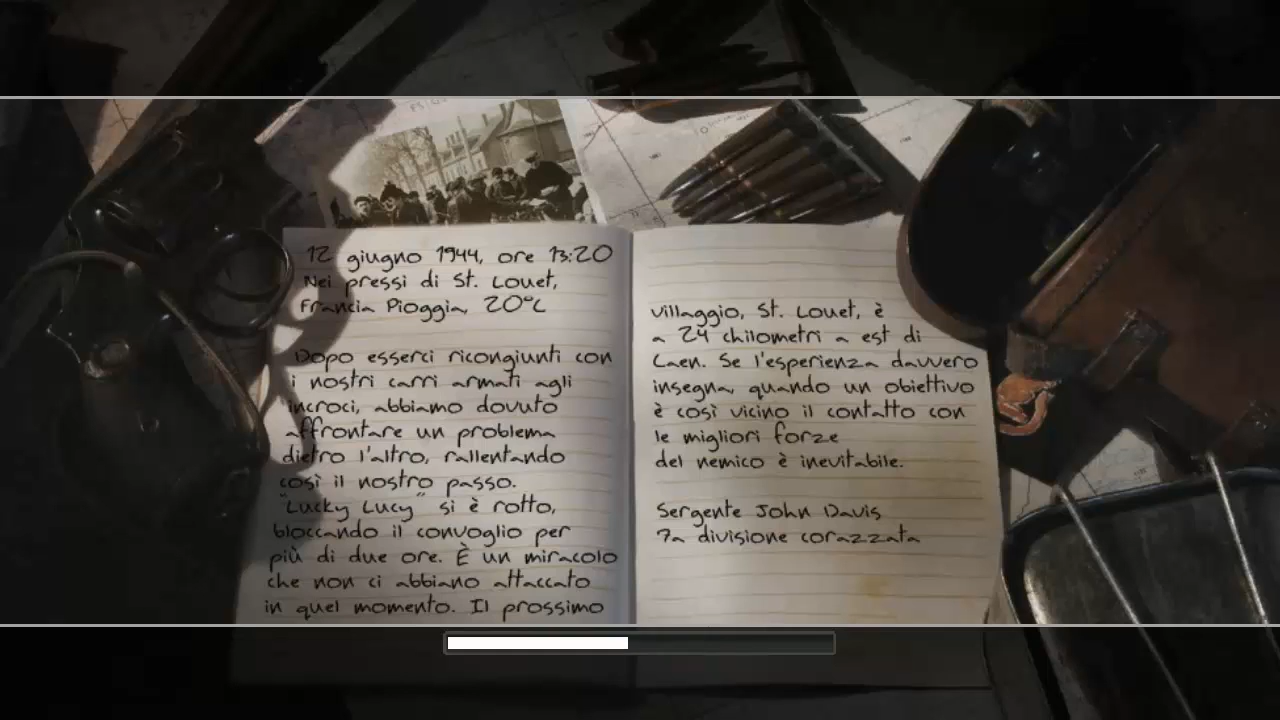 12 giugno 1944, ore 13:20
Nei pressi di St. Louet,
Francia Pioggia, 20°C
Dopo esserci ricongiunti con
i nostri carri armati agli
incroci, abbiamo dovuto
affrontare un problema
dietro l'altro, rallentando
così il nostro passo.
"Lucky Lucy" si è rotto,
bloccando il convoglio per
più di due ore. È un miracolo
che non ci abbiano attaccato
in quel momento. Il prossimo
villaggio, St. Louet, è
a 24 chilometri a est di
Caen. Se l'esperienza davvero
insegna, quando un obiettivo
è così vicino il contatto con
le migliori forze
del nemico è inevitabile.
Sergente John Davis
7a divisione corazzata